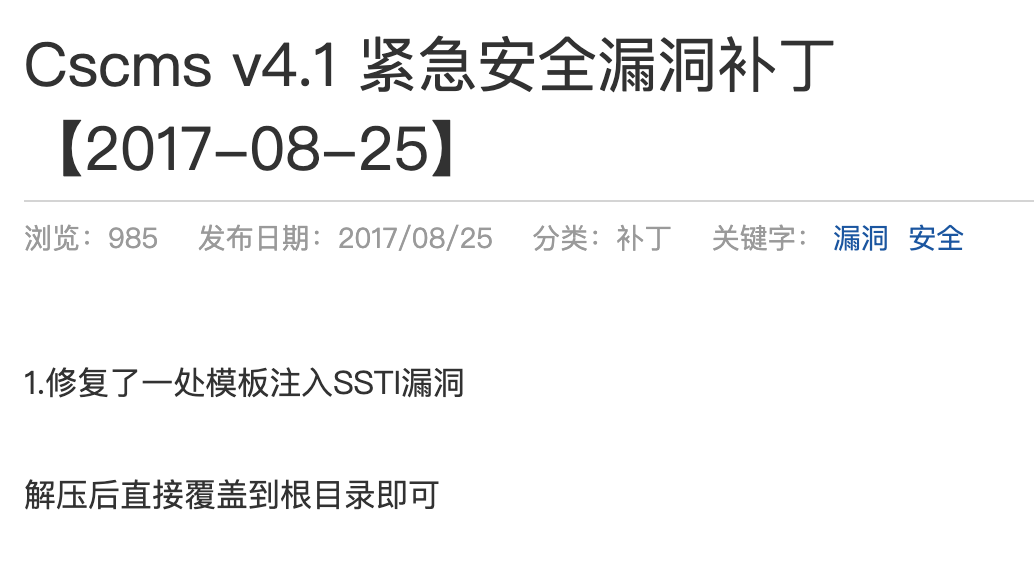 Cscms v4.1 紧急安全漏洞补丁
【2017-08-25】
浏览：985 发布日期：2017/08/25 分类：补丁 关键字： 漏洞 安全
1.修复了一处模板注入SSTI漏洞
解压后直接覆盖到根目录即可